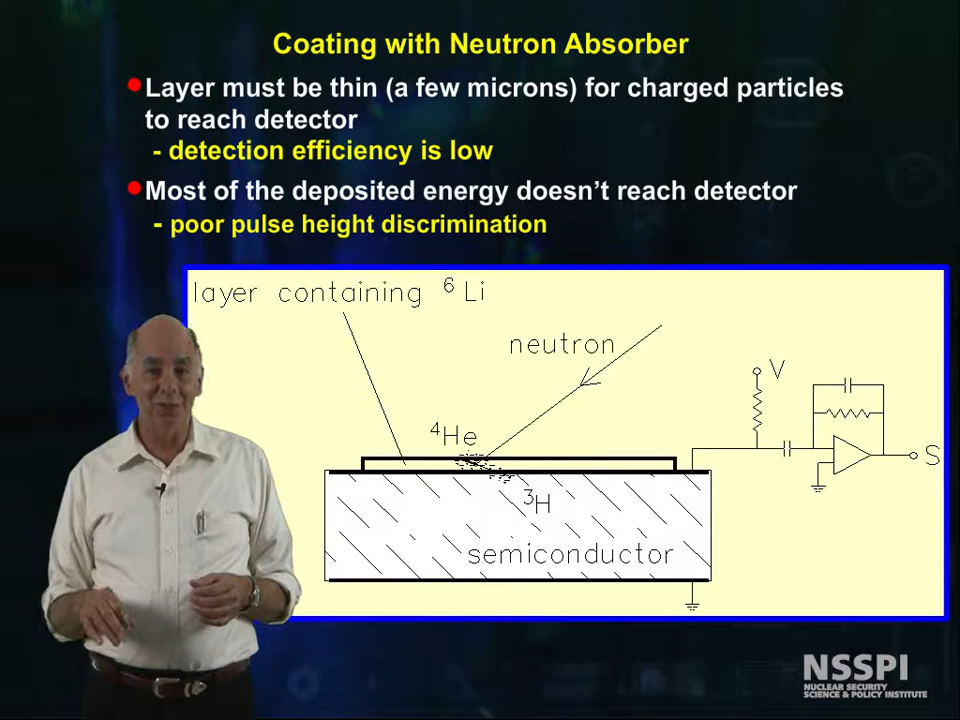 Coating with Neutron Absorber
Layer must be thin (a few microns) for charged particles
to reach detector
- detection efficiency is low
Most of the deposited energy doesn’t reach detector
- poor pulse height discrimination
layer containing ⁶Li
neutron
V
⁴He
S
³H
semiconductor
NSSPI
NUCLEAR SECURITY
SCIENCE & POLICY INSTITUTE